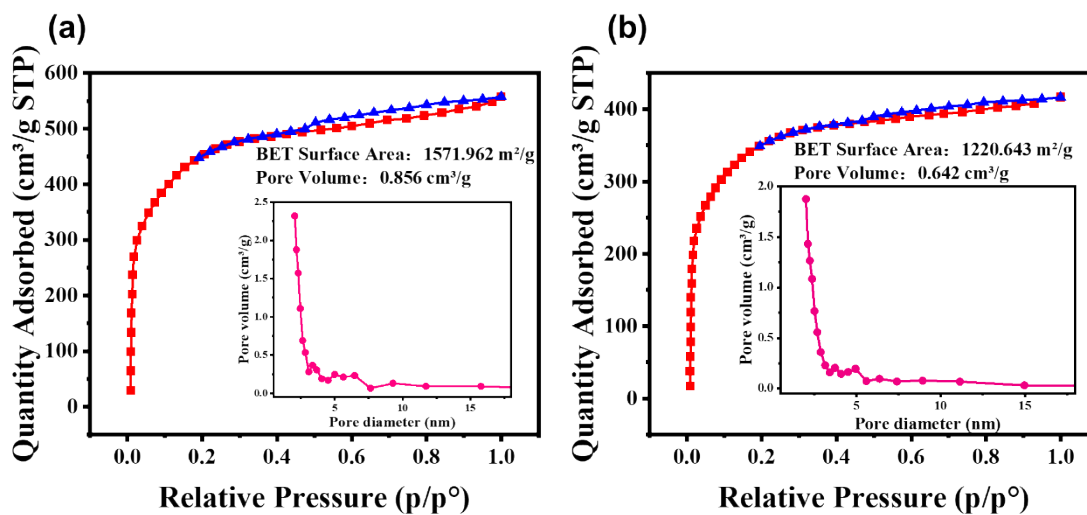 (a)
Quantity Adsorbed (cm³/g STP)
600
500
400
300
200
100
0
BET Surface Area：1571.962 m²/g
Pore Volume：0.856 cm³/g
Pore volume (cm³/g)
2.5
2.0
1.5
1.0
0.5
0.0
5
10
15
Pore diameter (nm)
0.0
0.2
0.4
0.6
0.8
1.0
Relative Pressure (p/p°)
(b)
Quantity Adsorbed (cm³/g STP)
400
300
200
100
0
BET Surface Area：1220.643 m²/g
Pore Volume：0.642 cm³/g
Pore volume (cm³/g)
2.0
1.5
1.0
0.5
0.0
5
10
15
Pore diameter (nm)
0.0
0.2
0.4
0.6
0.8
1.0
Relative Pressure (p/p°)